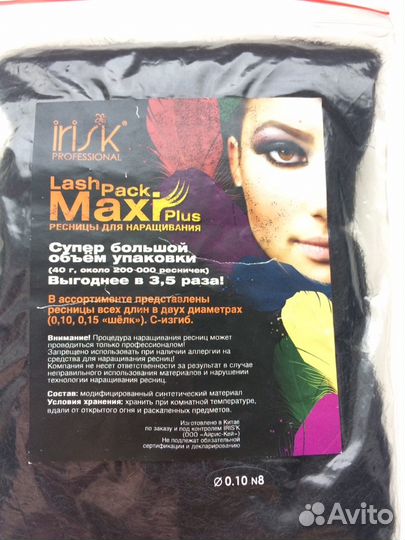 irisk
PROFESSIONAL
Lash Pack
Maxi Plus
РЕСНИЦЫ ДЛЯ НАРАЩИВАНИЯ
Супер большой
объём упаковки
(40 г, около 200 000 ресничек)
Выгоднее в 3,5 раза!
В ассортименте представлены
ресницы всех длин в двух диаметрах
(0,10, 0,15 «шёлк»). С-изгиб.
Внимание! Процедура наращивания ресниц может
проводиться только профессионалом!
Запрещено использовать при наличии аллергии на
средства для наращивания ресниц!
Компания не несет ответственности за результат в случае
неправильного использования материалов и нарушении
технологии наращивания ресниц.
Состав: модифицированный синтетический материал
Условия хранения: хранить при комнатной температуре,
вдали от открытого огня и раскаленных предметов.
Изготовлено в Китае
по заказу и под контролем IRISK
(ООО «Айрис-Кей»)
Не подлежат обязательной
сертификации и декларированию
Ø 0.10 N8
Avito